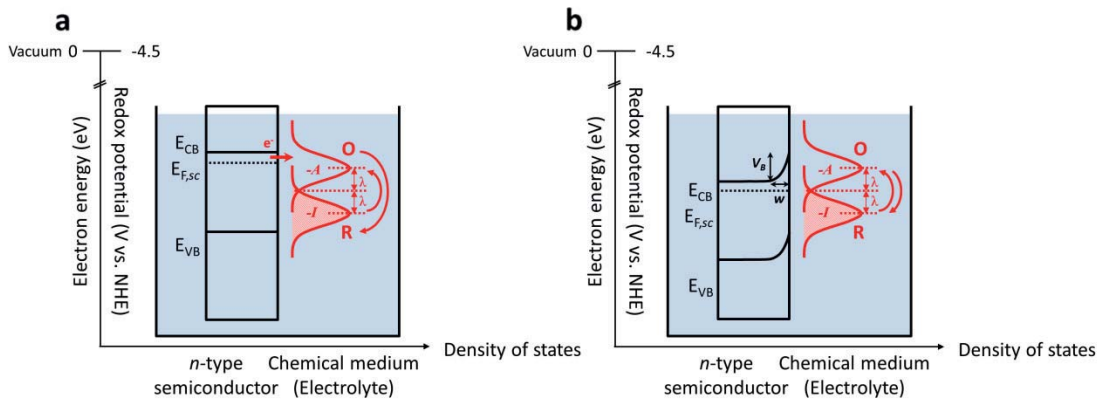 a
Vacuum 0 -4.5
Electron energy (eV)
Redox potential (V vs. NHE)
E_CB
E_F,sc
E_VB
e-
O
-A
λ
λ
-I
R
n-type
semiconductor
Chemical medium
(Electrolyte)
Density of states
b
Vacuum 0 -4.5
Electron energy (eV)
Redox potential (V vs. NHE)
V_B
W
E_CB
E_F,sc
E_VB
O
-A
λ
λ
-I
R
n-type
semiconductor
Chemical medium
(Electrolyte)
Density of states